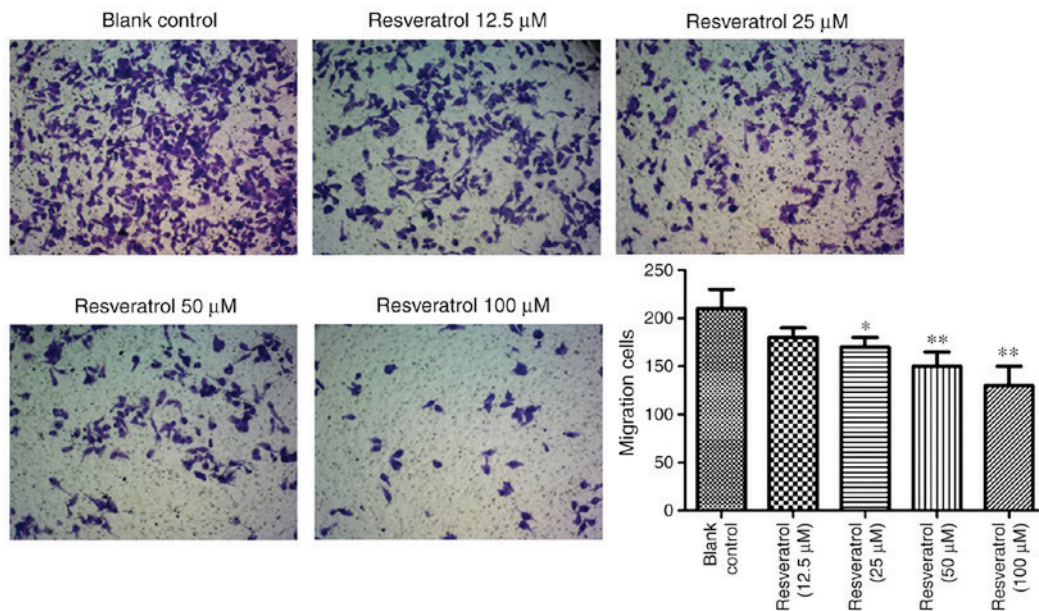 Blank control
Resveratrol 12.5 μM
Resveratrol 25 μM
Resveratrol 50 μM
Resveratrol 100 μM
250
200
150
100
50
0
Migration cells
*
**
**
Blank
control
Resveratrol
(12.5 μM)
Resveratrol
(25 μM)
Resveratrol
(50 μM)
Resveratrol
(100 μM)